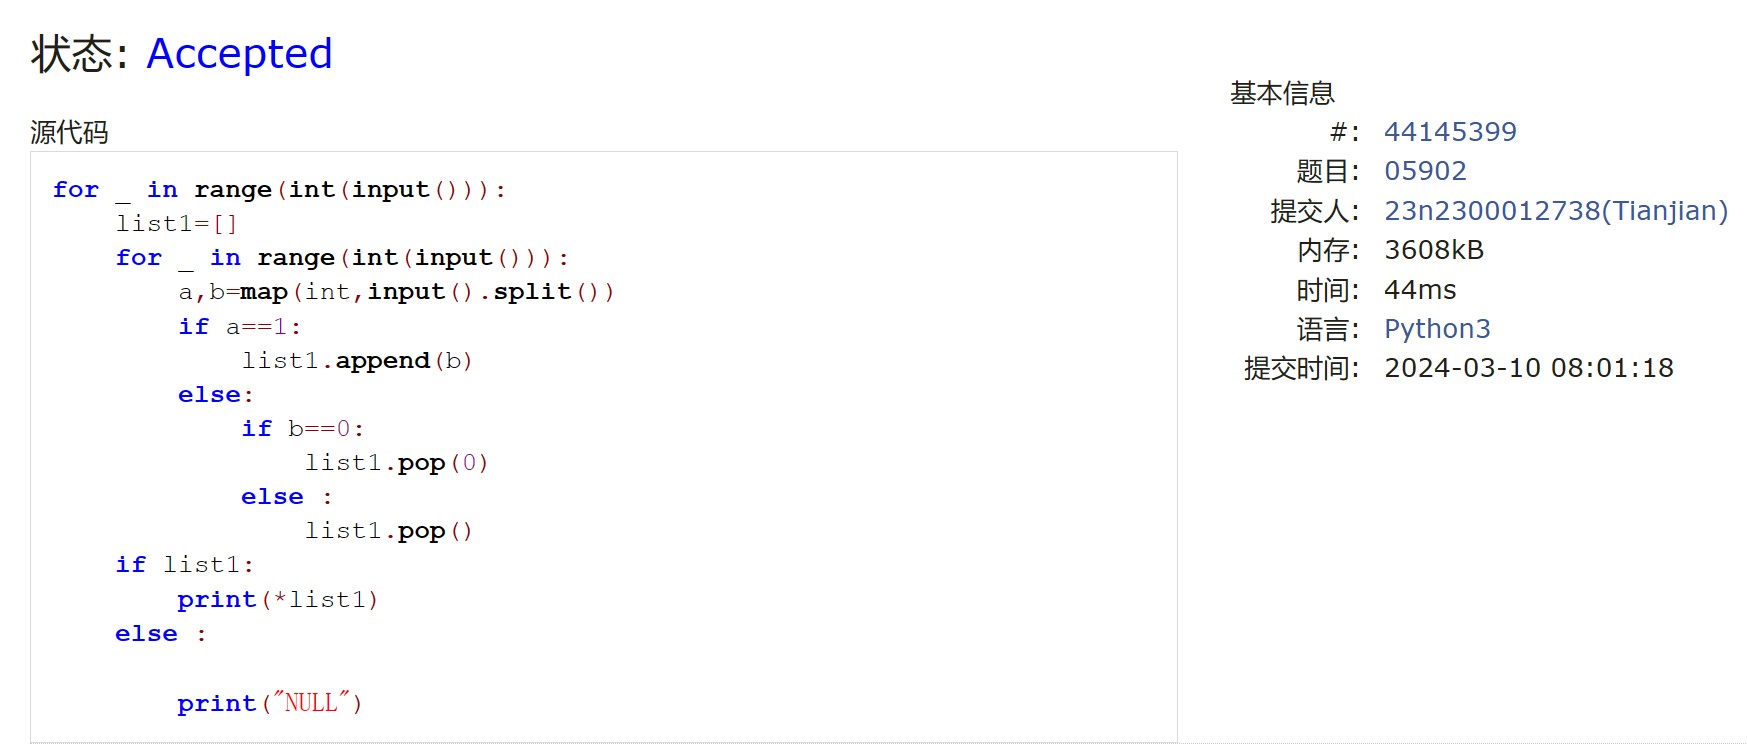 状态: Accepted
源代码
for _ in range(int(input())):
    list1=[]
    for _ in range(int(input())):
        a,b=map(int,input().split())
        if a==1:
            list1.append(b)
        else:
            if b==0:
                list1.pop(0)
            else :
                list1.pop()
    if list1:
        print(*list1)
    else :
        print("NULL")
基本信息
#: 44145399
题目: 05902
提交人: 23n2300012738(Tianjian)
内存: 3608kB
时间: 44ms
语言: Python3
提交时间: 2024-03-10 08:01:18